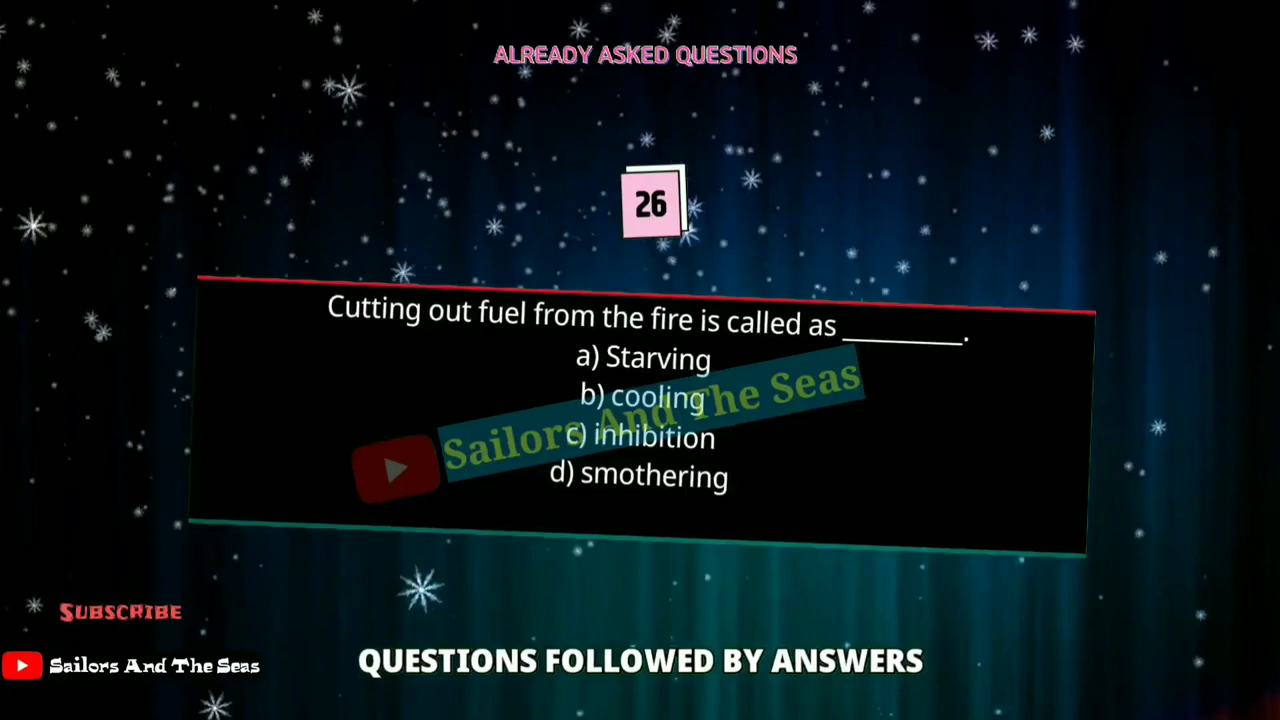 ALREADY ASKED QUESTIONS
26
Cutting out fuel from the fire is called as _________.
a) Starving
b) cooling
c) inhibition
d) smothering
Sailors And The Seas
SUBSCRIBE
Sailors And The Seas
QUESTIONS FOLLOWED BY ANSWERS